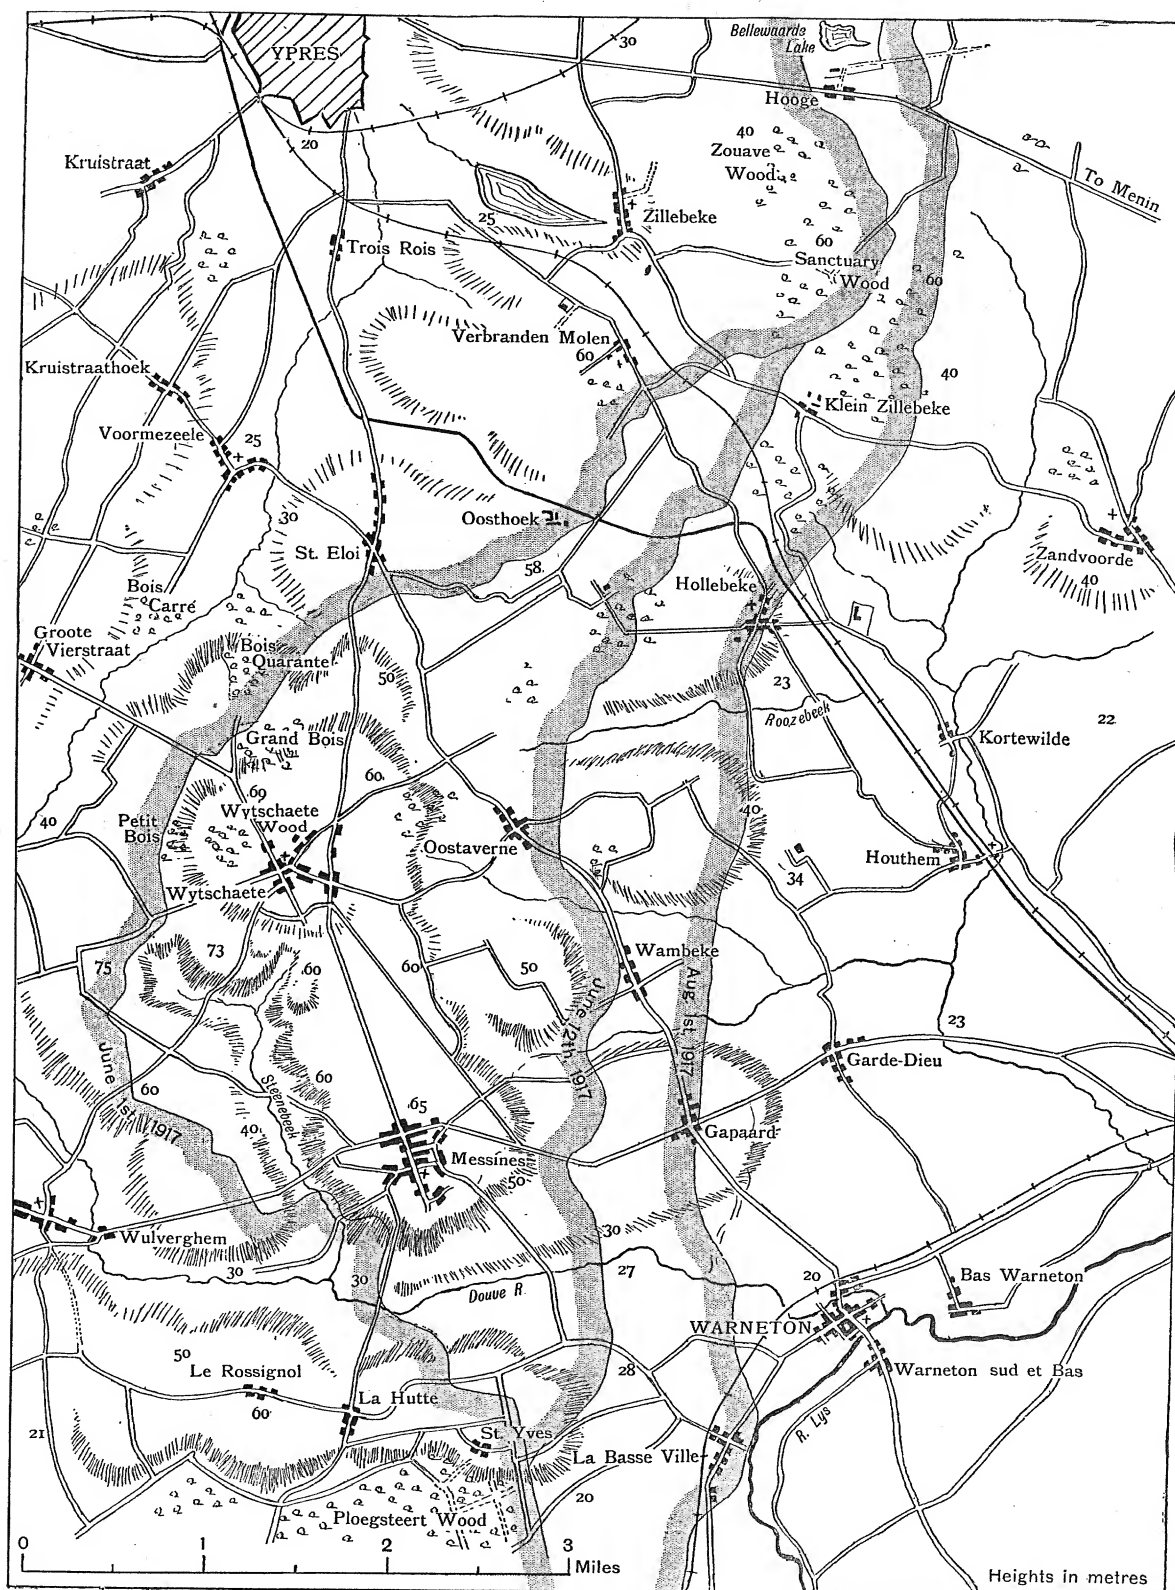 YPRES
30
Bellewaarde
Lake
Hooge
20
Kruistraat
40
Zouave
Wood
To Menin
25
Zillebeke
Trois Rois
60
Sanctuary
Wood
60
Verbranden Molen
60
Kruistraathoek
40
Klein Zillebeke
Voormezeele
25
30
Oosthoek
St. Eloi
58.
Zandvoorde
40
Hollebeke
Bois
Carré
L
Groote
Vierstraat
Bois
Quarante
50
23
Roozebeek
22
Grand Bois
Kortewilde
60.
.69
Wytschaete
Wood
40
Petit
Bois
40
Oostaverne
Houthem
34
Wytschaete
73
75
.60
60
50
Wambeke
June 12th 1917
Aug. 1st, 1917
23
Garde-Dieu
June 1st, 1917
60
Steenebeek
60
40.
.65
Gapaard
Messines
50
Wulverghem
30
30
30
27
Douve R.
20
Bas Warneton
WARNETON
50
Le Rossignol
28
Warneton sud et Bas
60
La Hutte
21
St Yves
R. Lys
La Basse Ville
20
Ploegsteert Wood
0 1 2 3
Miles
Heights in metres